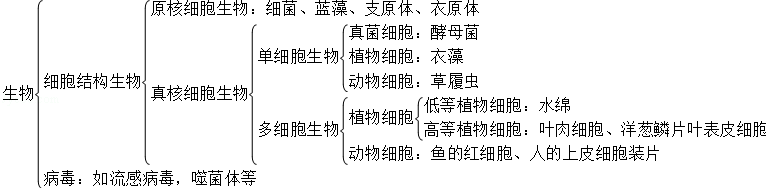 原核细胞生物：细菌、蓝藻、支原体、衣原体
真菌细胞：酵母菌
单细胞生物
植物细胞：衣藻
细胞结构生物
动物细胞：草履虫
生物
真核细胞生物
低等植物细胞：水绵
植物细胞
多细胞生物
高等植物细胞：叶肉细胞、洋葱鳞片叶表皮细胞
动物细胞：鱼的红细胞、人的上皮细胞装片
病毒：如流感病毒，噬菌体等